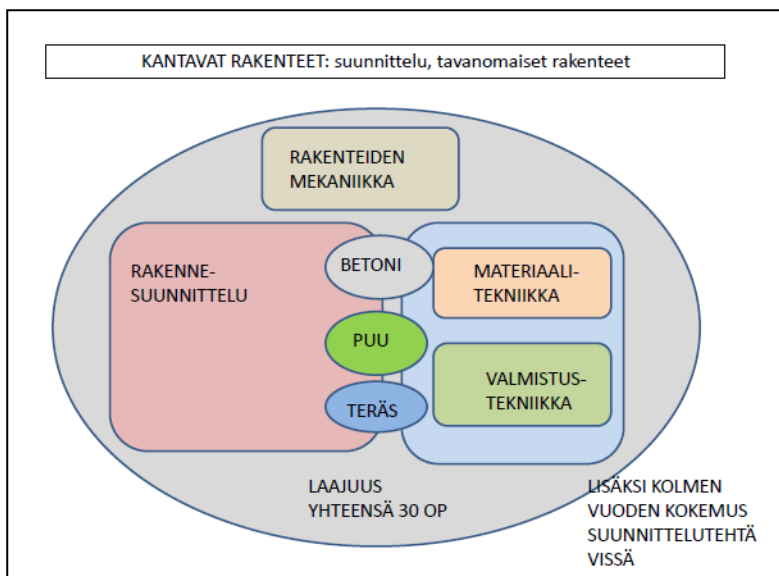 KANTAVAT RAKENTEET: suunnittelu, tavanomaiset rakenteet
RAKENTEIDEN
MEKANIIKKA
RAKENNE-
SUUNNITTELU
BETONI
PUU
TERÄS
MATERIAALI-
TEKNIIKKA
VALMISTUS-
TEKNIIKKA
LAAJUUS
YHTEENSÄ 30 OP
LISÄKSI KOLMEN
VUODEN KOKEMUS
SUUNNITTELUTEHTÄ
VISSÄ